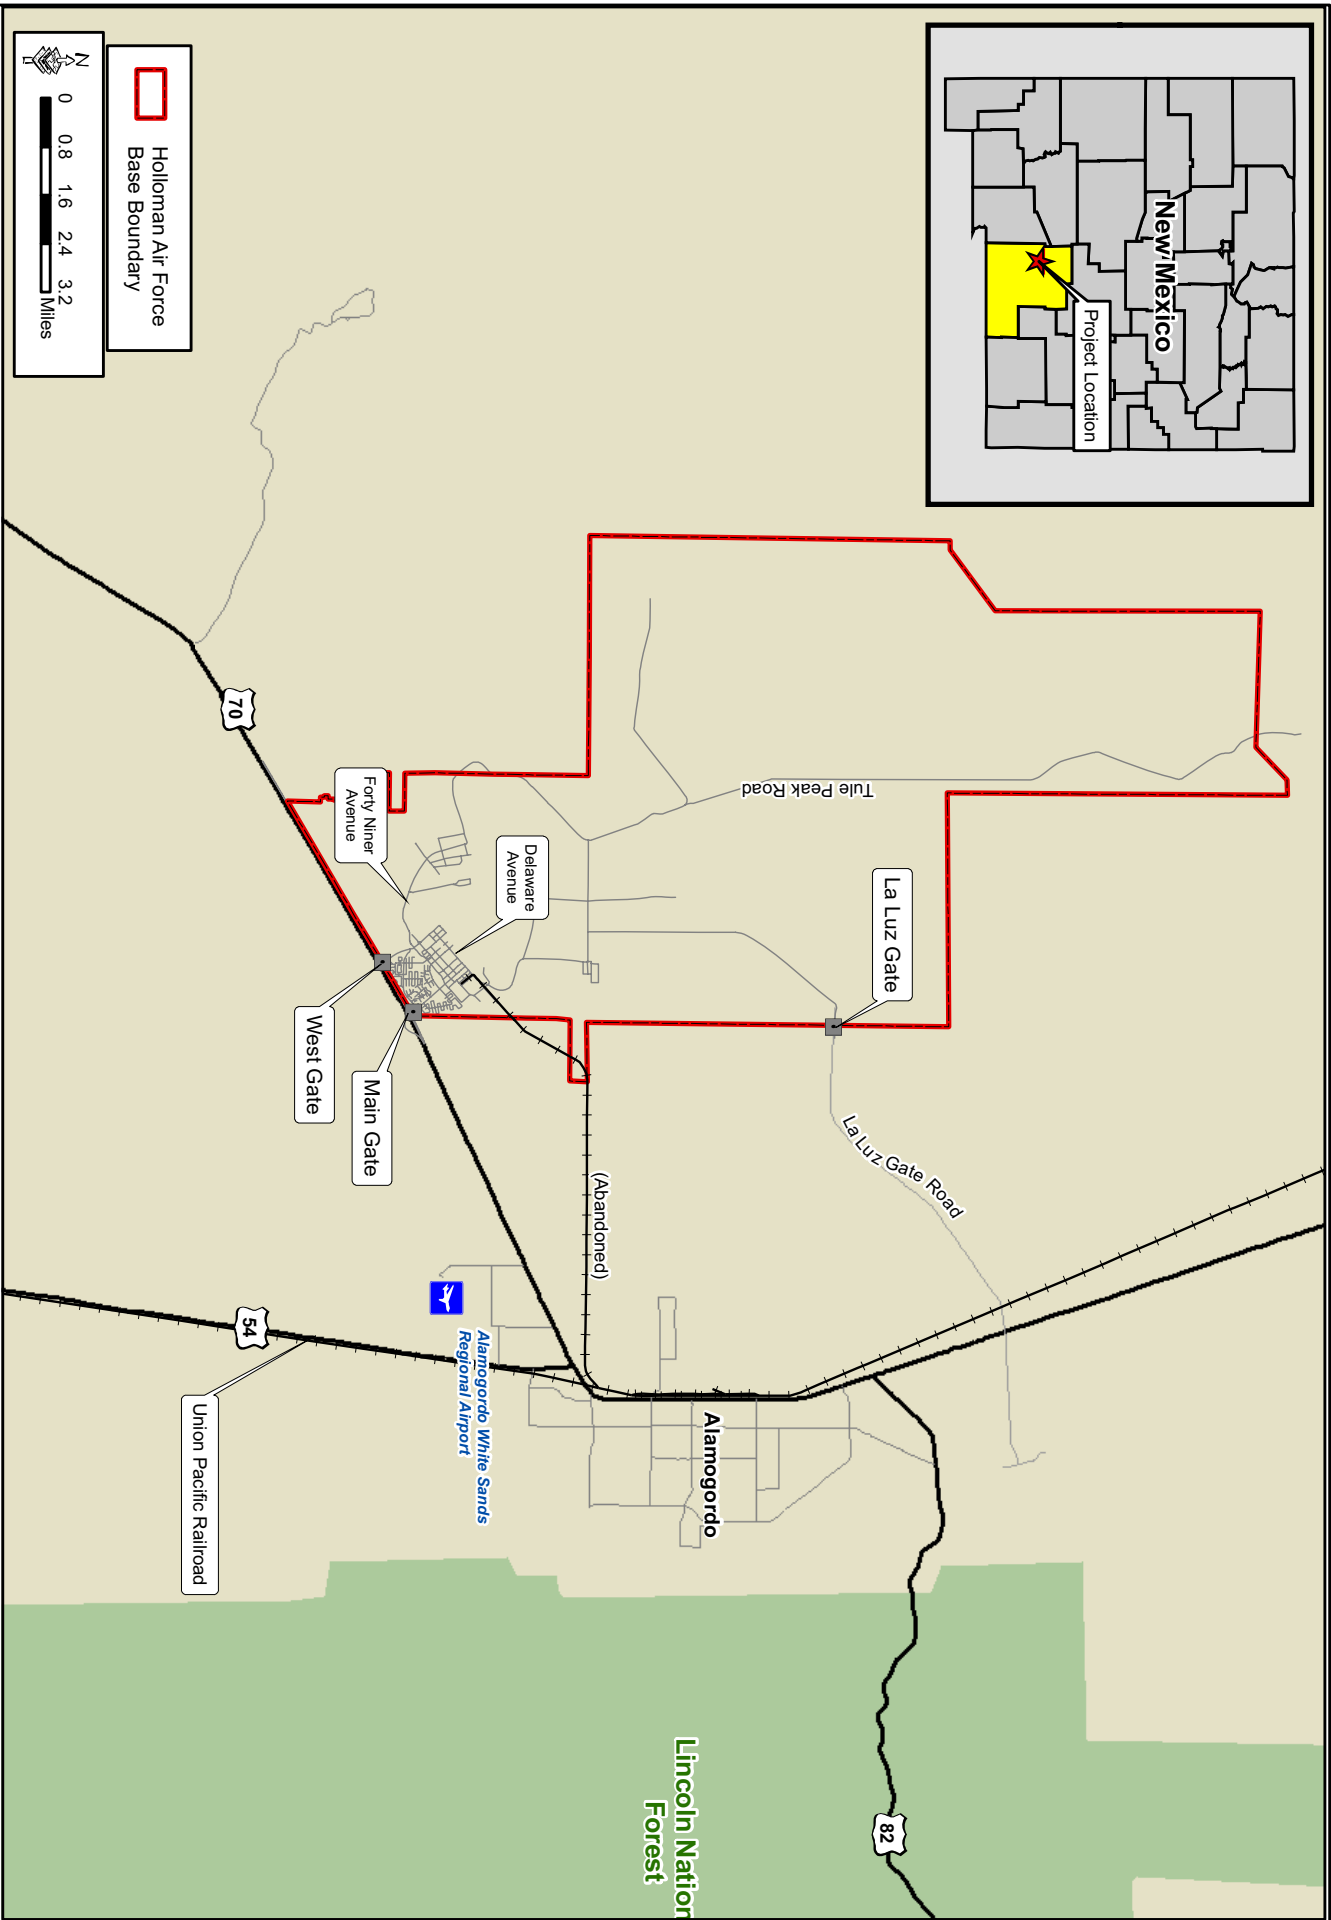 New Mexico
Project Location
La Luz Gate
Tule Peak Road
La Luz Gate Road
Delaware
Avenue
Forty Niner
Avenue
West Gate
Main Gate
(Abandoned)
Alamogordo
Alamogordo White Sands
Regional Airport
Union Pacific Railroad
Lincoln Nation
Forest
70
54
82
Holloman Air Force
Base Boundary
N
0 0.8 1.6 2.4 3.2
Miles